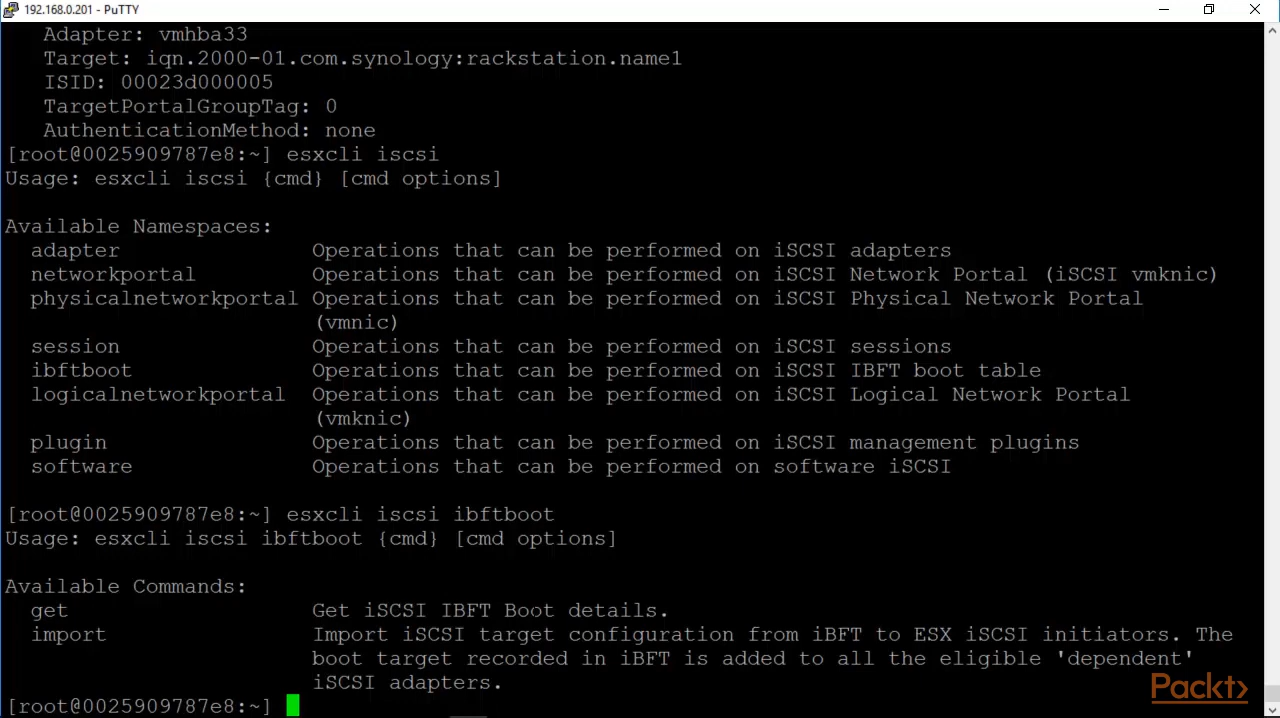 192.168.0.201 - PuTTY
Adapter: vmhba33
Target: iqn.2000-01.com.synology:rackstation.name1
ISID: 00023d000005
TargetPortalGroupTag: 0
AuthenticationMethod: none
[root@0025909787e8:~] esxcli iscsi
Usage: esxcli iscsi {cmd} [cmd options]
Available Namespaces:
adapter Operations that can be performed on iSCSI adapters
networkportal Operations that can be performed on iSCSI Network Portal (iSCSI vmknic)
physicalnetworkportal Operations that can be performed on iSCSI Physical Network Portal
(vmnic)
session Operations that can be performed on iSCSI sessions
ibftboot Operations that can be performed on iSCSI IBFT boot table
logicalnetworkportal Operations that can be performed on iSCSI Logical Network Portal
(vmknic)
plugin Operations that can be performed on iSCSI management plugins
software Operations that can be performed on software iSCSI
[root@0025909787e8:~] esxcli iscsi ibftboot
Usage: esxcli iscsi ibftboot {cmd} [cmd options]
Available Commands:
get Get iSCSI IBFT Boot details.
import Import iSCSI target configuration from iBFT to ESX iSCSI initiators. The
boot target recorded in iBFT is added to all the eligible 'dependent'
iSCSI adapters.
[root@0025909787e8:~]
Packt>